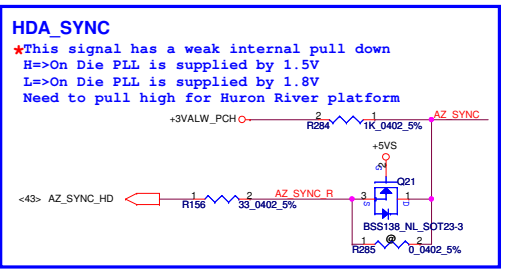 HDA_SYNC
*This signal has a weak internal pull down
H=>On Die PLL is supplied by 1.5V
L=>On Die PLL is supplied by 1.8V
Need to pull high for Huron River platform
+3VALW_PCH 2 1 AZ_SYNC
R284 1K_0402_5%
+5VS
G
Q21
<43> AZ_SYNC_HD 1 2 AZ_SYNC_R 3 S 1 D
R156 33_0402_5%
BSS138_NL_SOT23-3
1 @ 2
R285 0_0402_5%